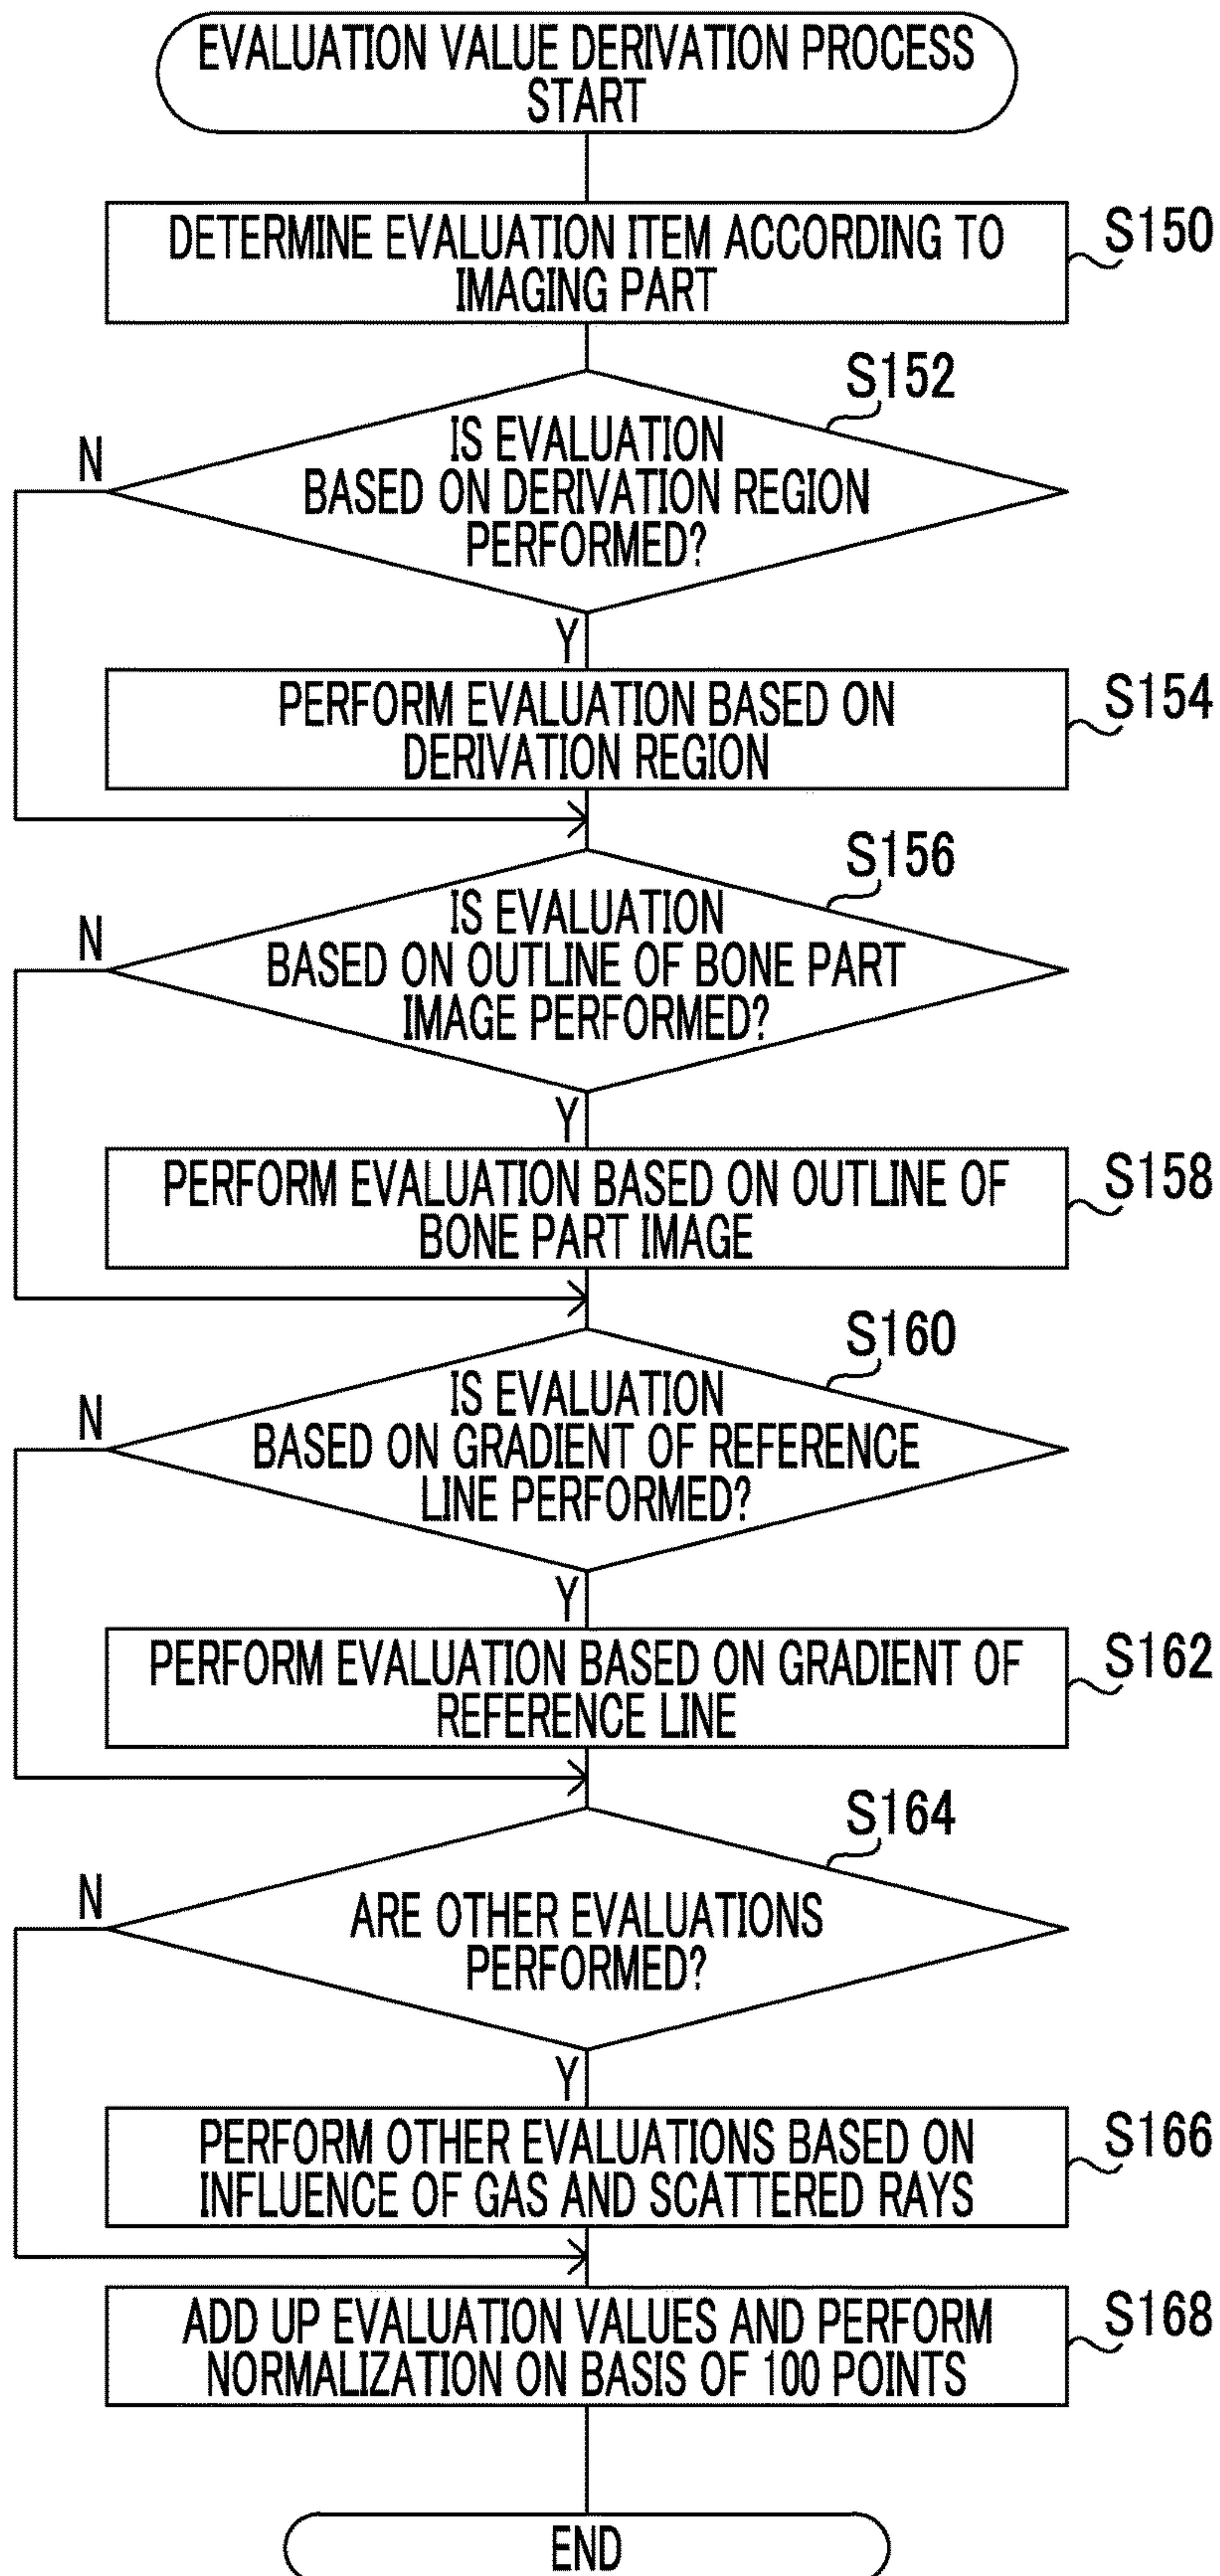 EVALUATION VALUE DERIVATION PROCESS
START
DETERMINE EVALUATION ITEM ACCORDING TO
IMAGING PART
S150
S152
IS EVALUATION
BASED ON DERIVATION REGION
PERFORMED?
N
Y
PERFORM EVALUATION BASED ON
DERIVATION REGION
S154
S156
IS EVALUATION
BASED ON OUTLINE OF BONE PART
IMAGE PERFORMED?
N
Y
PERFORM EVALUATION BASED ON OUTLINE OF
BONE PART IMAGE
S158
S160
IS EVALUATION
BASED ON GRADIENT OF REFERENCE
LINE PERFORMED?
N
Y
PERFORM EVALUATION BASED ON GRADIENT OF
REFERENCE LINE
S162
S164
ARE OTHER EVALUATIONS
PERFORMED?
N
Y
PERFORM OTHER EVALUATIONS BASED ON
INFLUENCE OF GAS AND SCATTERED RAYS
S166
ADD UP EVALUATION VALUES AND PERFORM
NORMALIZATION ON BASIS OF 100 POINTS
S168
END